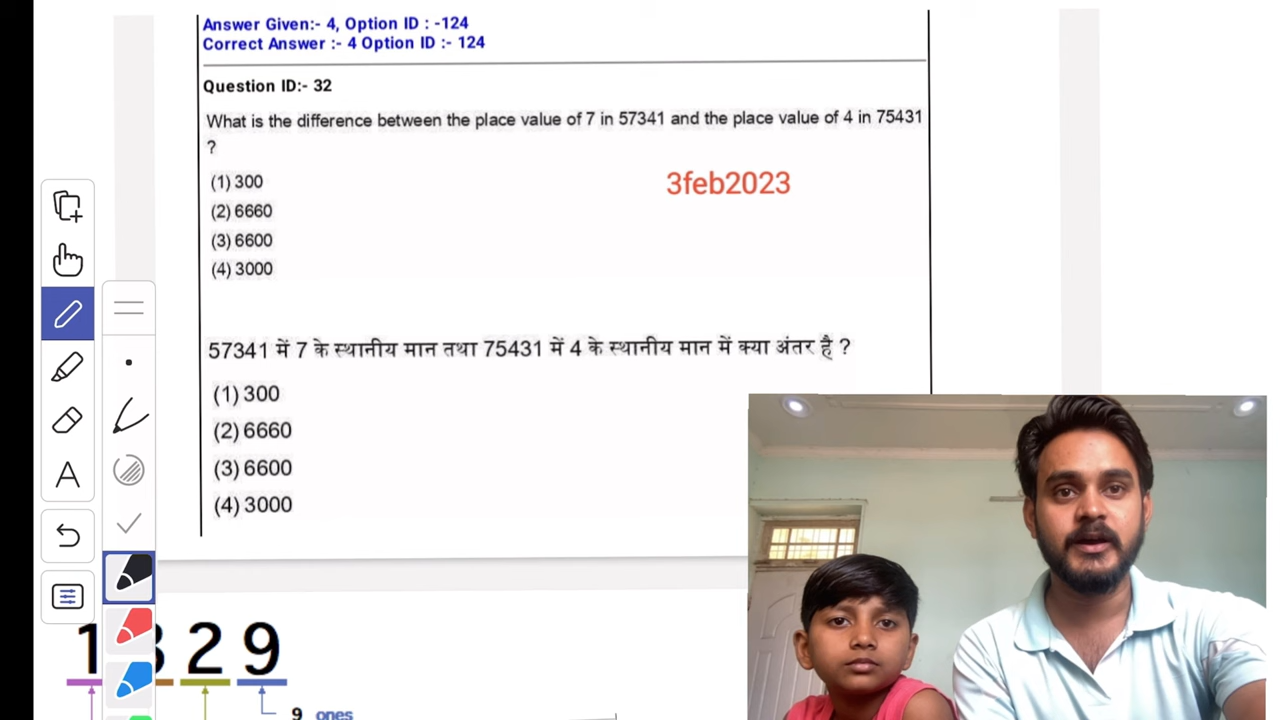 Answer Given:- 4, Option ID : -124
Correct Answer :- 4 Option ID :- 124
Question ID:- 32
What is the difference between the place value of 7 in 57341 and the place value of 4 in 75431
?
3feb2023
(1) 300
(2) 6660
(3) 6600
(4) 3000
57341 में 7 के स्थानीय मान तथा 75431 में 4 के स्थानीय मान में क्या अंतर है ?
(1) 300
(2) 6660
(3) 6600
(4) 3000
A
1 3 2 9
9 ones